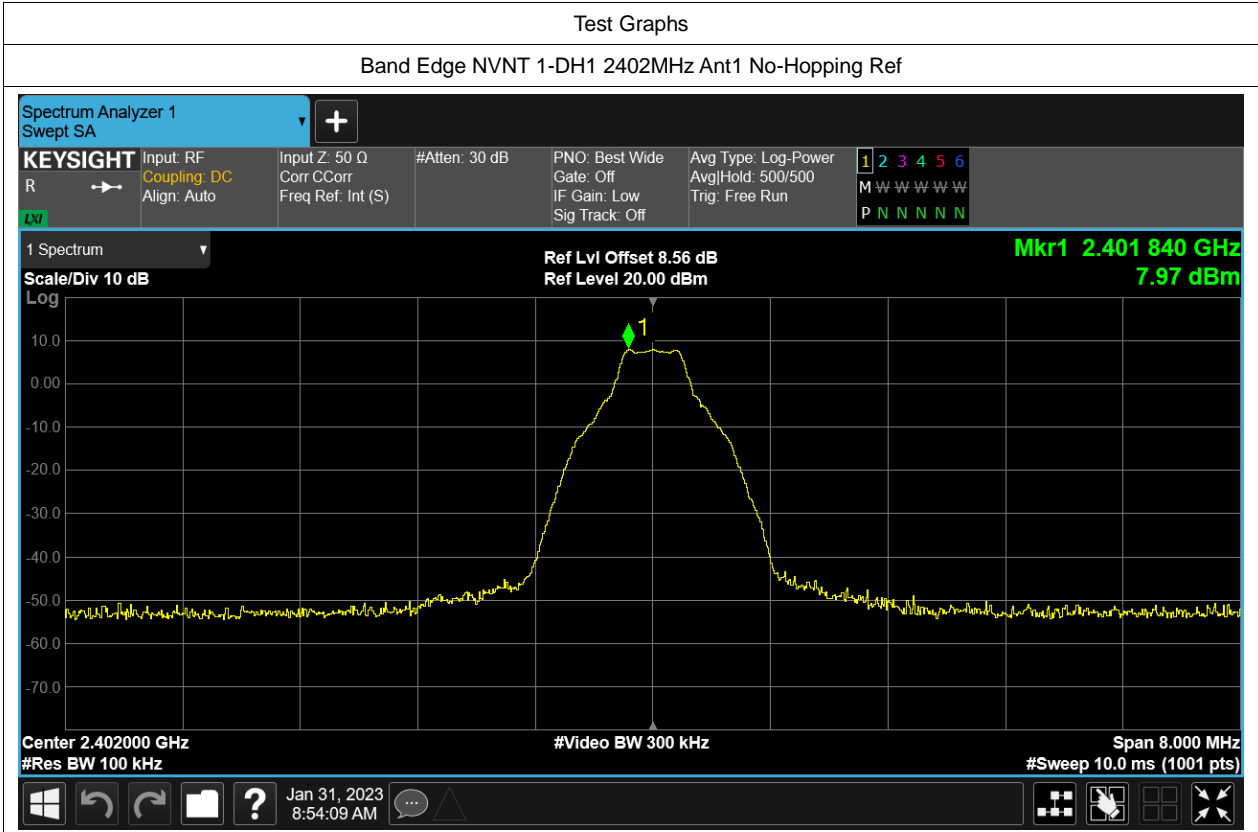 Test Graphs
Band Edge NVNT 1-DH1 2402MHz Ant1 No-Hopping Ref
Spectrum Analyzer 1
Swept SA
KEYSIGHT
R
LXI
Input: RF
Coupling: DC
Align: Auto
Input Z: 50 Ω
Corr CCorr
Freq Ref: Int (S)
#Atten: 30 dB
PNO: Best Wide
Gate: Off
IF Gain: Low
Sig Track: Off
Avg Type: Log-Power
Avg|Hold: 500/500
Trig: Free Run
1 2 3 4 5 6
M W W W W W
P N N N N N
1 Spectrum
Scale/Div 10 dB
Ref Lvl Offset 8.56 dB
Ref Level 20.00 dBm
Mkr1 2.401 840 GHz
7.97 dBm
Log
1
10.0
0.00
-10.0
-20.0
-30.0
-40.0
-50.0
-60.0
-70.0
Center 2.402000 GHz
#Res BW 100 kHz
#Video BW 300 kHz
Span 8.000 MHz
#Sweep 10.0 ms (1001 pts)
?
Jan 31, 2023
8:54:09 AM